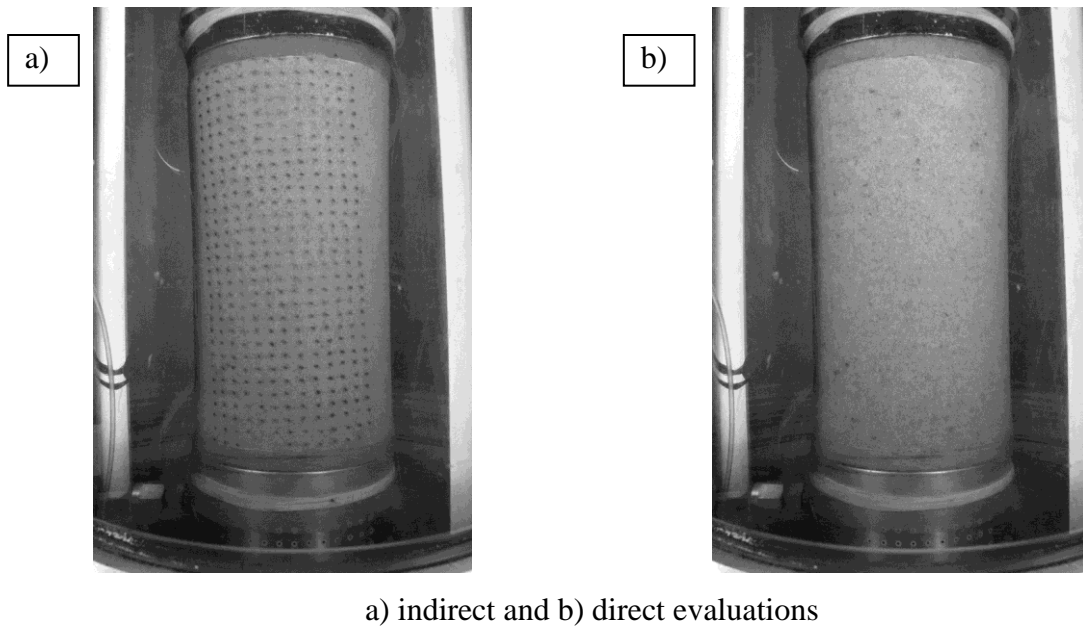 a)
b)
a) indirect and b) direct evaluations